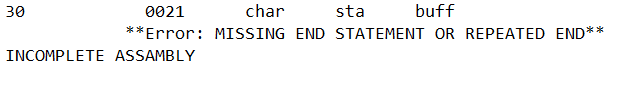 30 0021 char sta buff
**Error: MISSING END STATEMENT OR REPEATED END**
INCOMPLETE ASSAMBLY